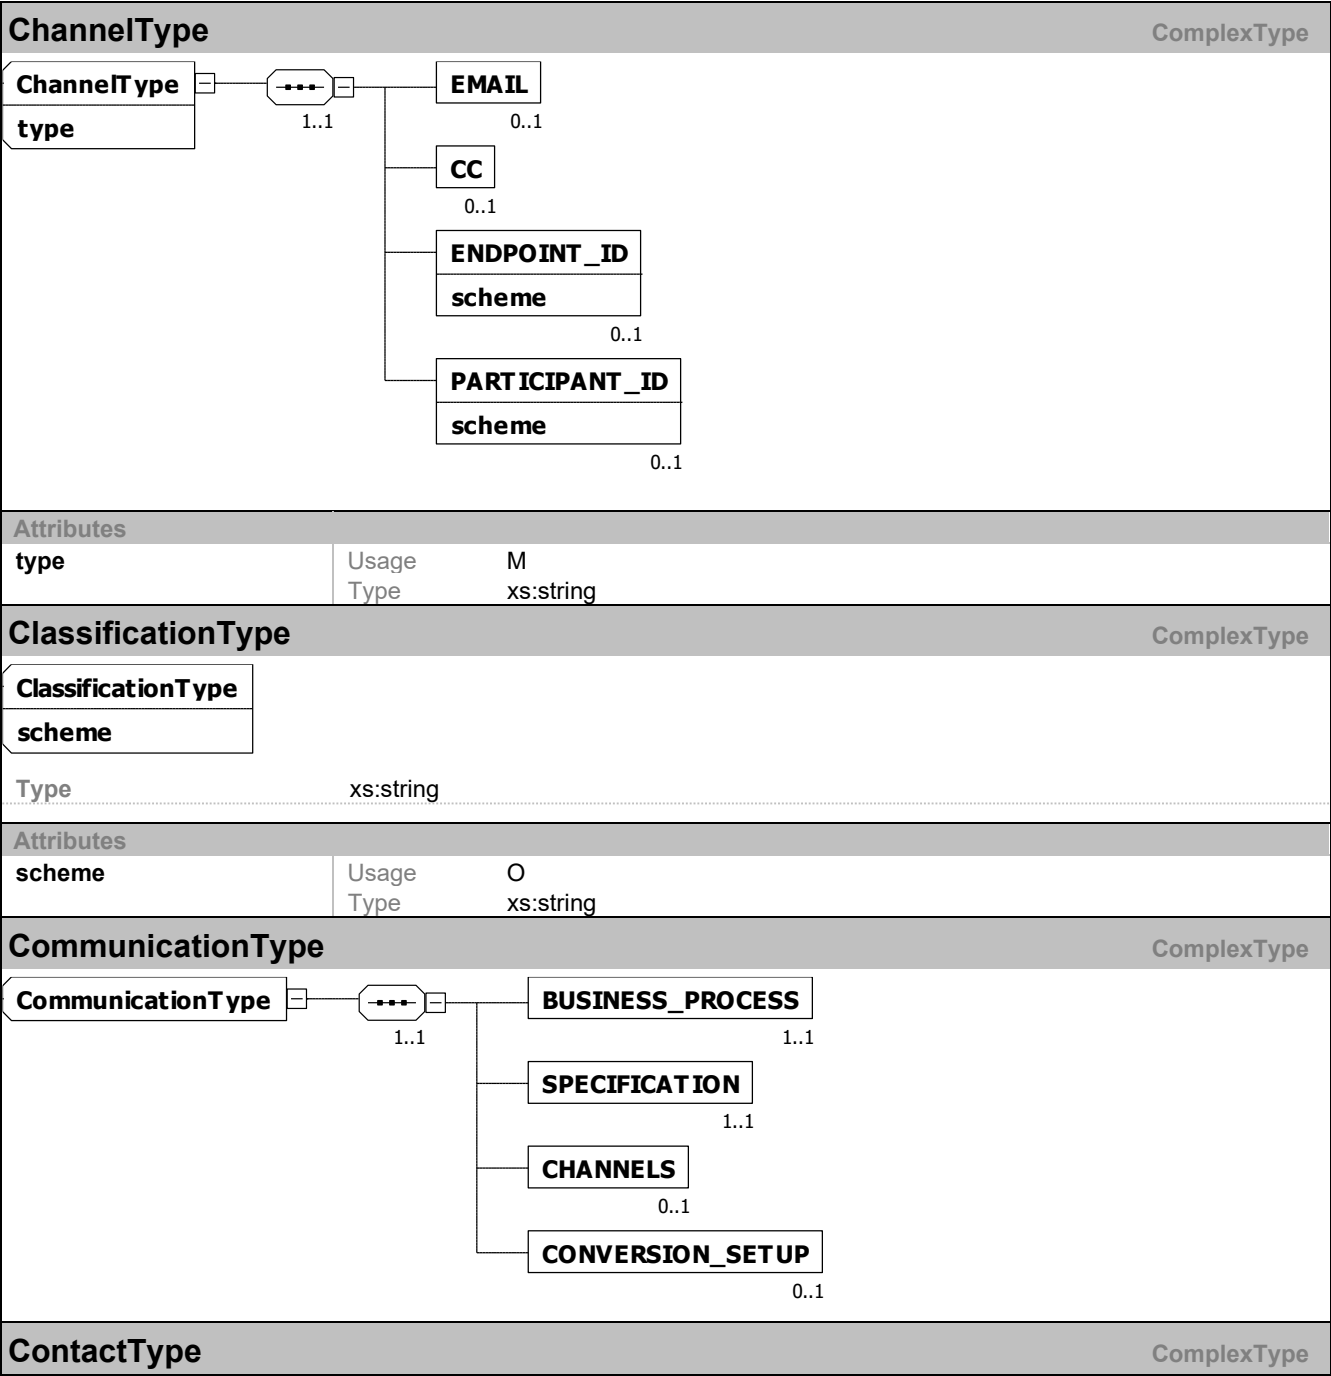 ChannelType ComplexType
ChannelType
type
1..1
EMAIL
0..1
CC
0..1
ENDPOINT_ID
scheme
0..1
PARTICIPANT_ID
scheme
0..1
Attributes
type Usage M
Type xs:string
ClassificationType ComplexType
ClassificationType
scheme
Type xs:string
Attributes
scheme Usage O
Type xs:string
CommunicationType ComplexType
CommunicationType
1..1
BUSINESS_PROCESS
1..1
SPECIFICATION
1..1
CHANNELS
0..1
CONVERSION_SETUP
0..1
ContactType ComplexType